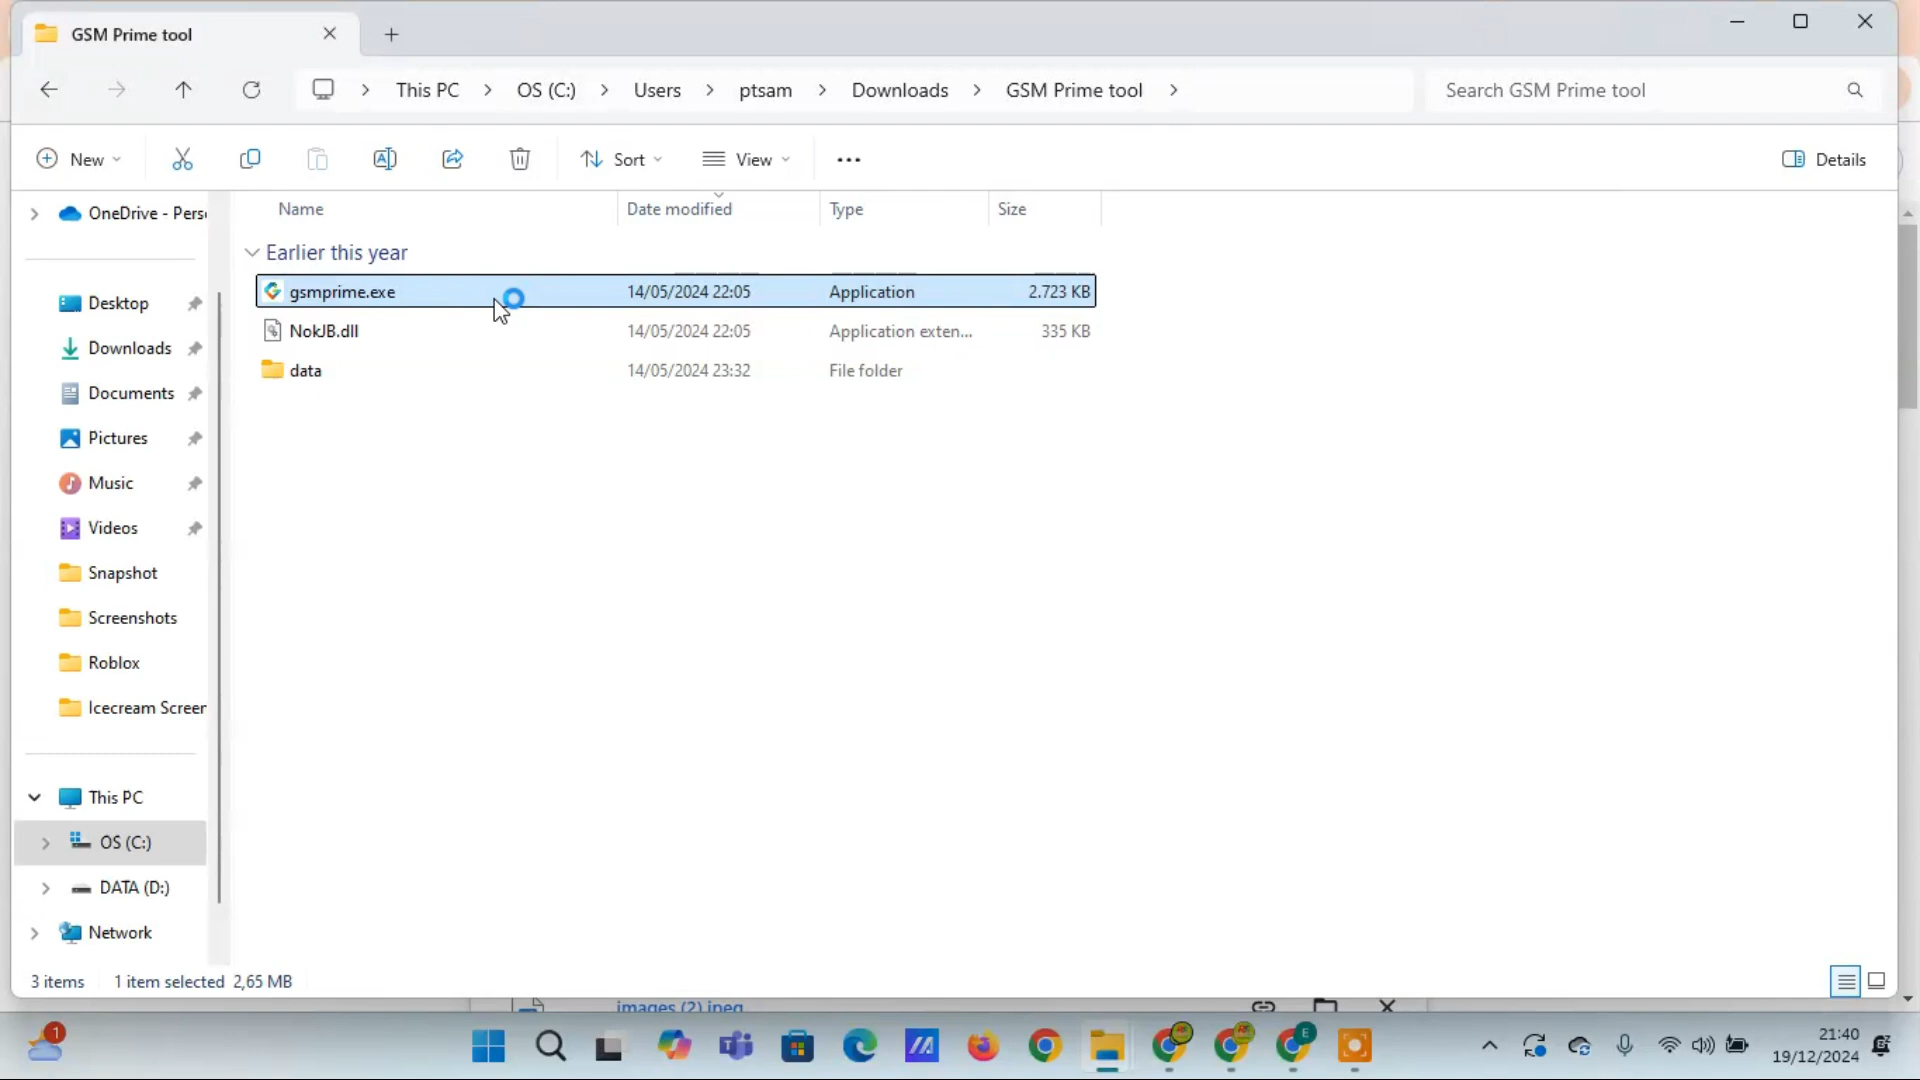 GSM Prime tool
This PC > OS (C:) > Users > ptsam > Downloads > GSM Prime tool >
Search GSM Prime tool
New
Sort
View
Details
Name
Date modified
Type
Size
Earlier this year
gsmprime.exe 14/05/2024 22:05 Application 2.723 KB
NokJB.dll 14/05/2024 22:05 Application exten... 335 KB
data 14/05/2024 23:32 File folder
OneDrive - Pers
Desktop
Downloads
Documents
Pictures
Music
Videos
Snapshot
Screenshots
Roblox
Icecream Screen
This PC
OS (C:)
DATA (D:)
Network
3 items 1 item selected 2,65 MB
images (2).jpeg
1
E
21:40
19/12/2024